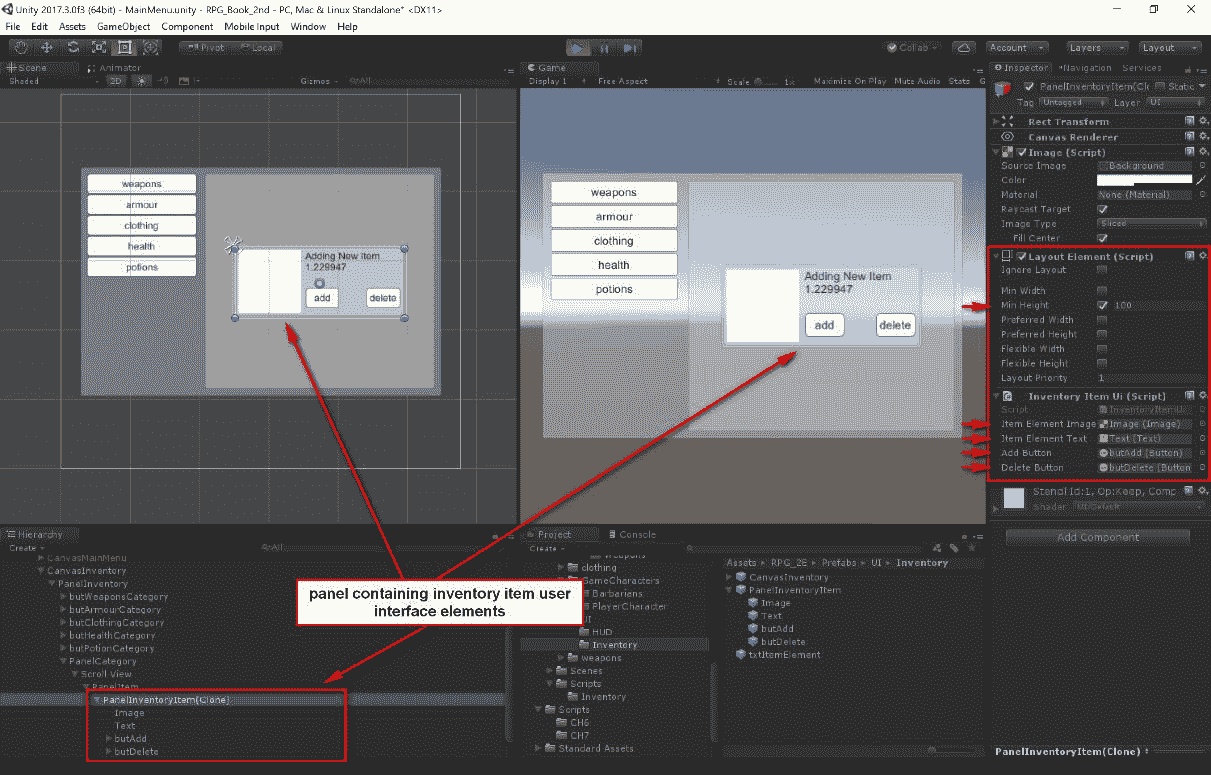 Unity 2017.3.0f3 (64bit) - MainMenu.unity - RPG_Book_2nd - PC, Mac & Linux Standalone* <DX11>
File Edit Assets GameObject Component Mobile Input Window Help
Pivot Local Collab Account Layers Layout
Scene Animator
Shaded 2D Gizmos All
weapons
armour
clothing
health
potions
Adding New Item
1.229947
add delete
Game
Display 1 Free Aspect Scale 1x Maximize On Play Mute Audio Stats G
weapons
armour
clothing
health
potions
Adding New Item
1.229947
add delete
Inspector Navigation Services
PanelInventoryItem(Clo Static
Tag Untagged Layer UI
Rect Transform
Canvas Renderer
Image (Script)
Source Image Background
Color
Material None (Material)
Raycast Target
Image Type Sliced
Fill Center
Layout Element (Script)
Ignore Layout
Min Width
Min Height 100
Preferred Width
Preferred Height
Flexible Width
Flexible Height
Layout Priority 1
Inventory Item Ui (Script)
Script InventoryItemUi
Item Element Image Image (Image)
Item Element Text Text (Text)
Add Button butAdd (Button)
Delete Button butDelete (Button
Stencil Id:1, Op:Keep, Comp
Shader UI/Default
Add Component
PanelInventoryItem(Clone)
Hierarchy
Create All
CanvasMainMenu
CanvasInventory
PanelInventory
butWeaponsCategory
butArmourCategory
butClothingCategory
butHealthCategory
butPotionCategory
PanelCategory
Scroll View
PanelItem
PanelInventoryItem(Clone)
Image
Text
butAdd
butDelete
panel containing inventory item user
interface elements
Project Console
Create
weapons
clothing
GameCharacters
Barbarians
PlayerCharacter
UI
HUD
Inventory
weapons
Scenes
Scripts
Inventory
Scripts
CH6
CH7
Standard Assets
Assets RPG_2E Prefabs UI Inventory
CanvasInventory
PanelInventoryItem
Image
Text
butAdd
butDelete
txtItemElement